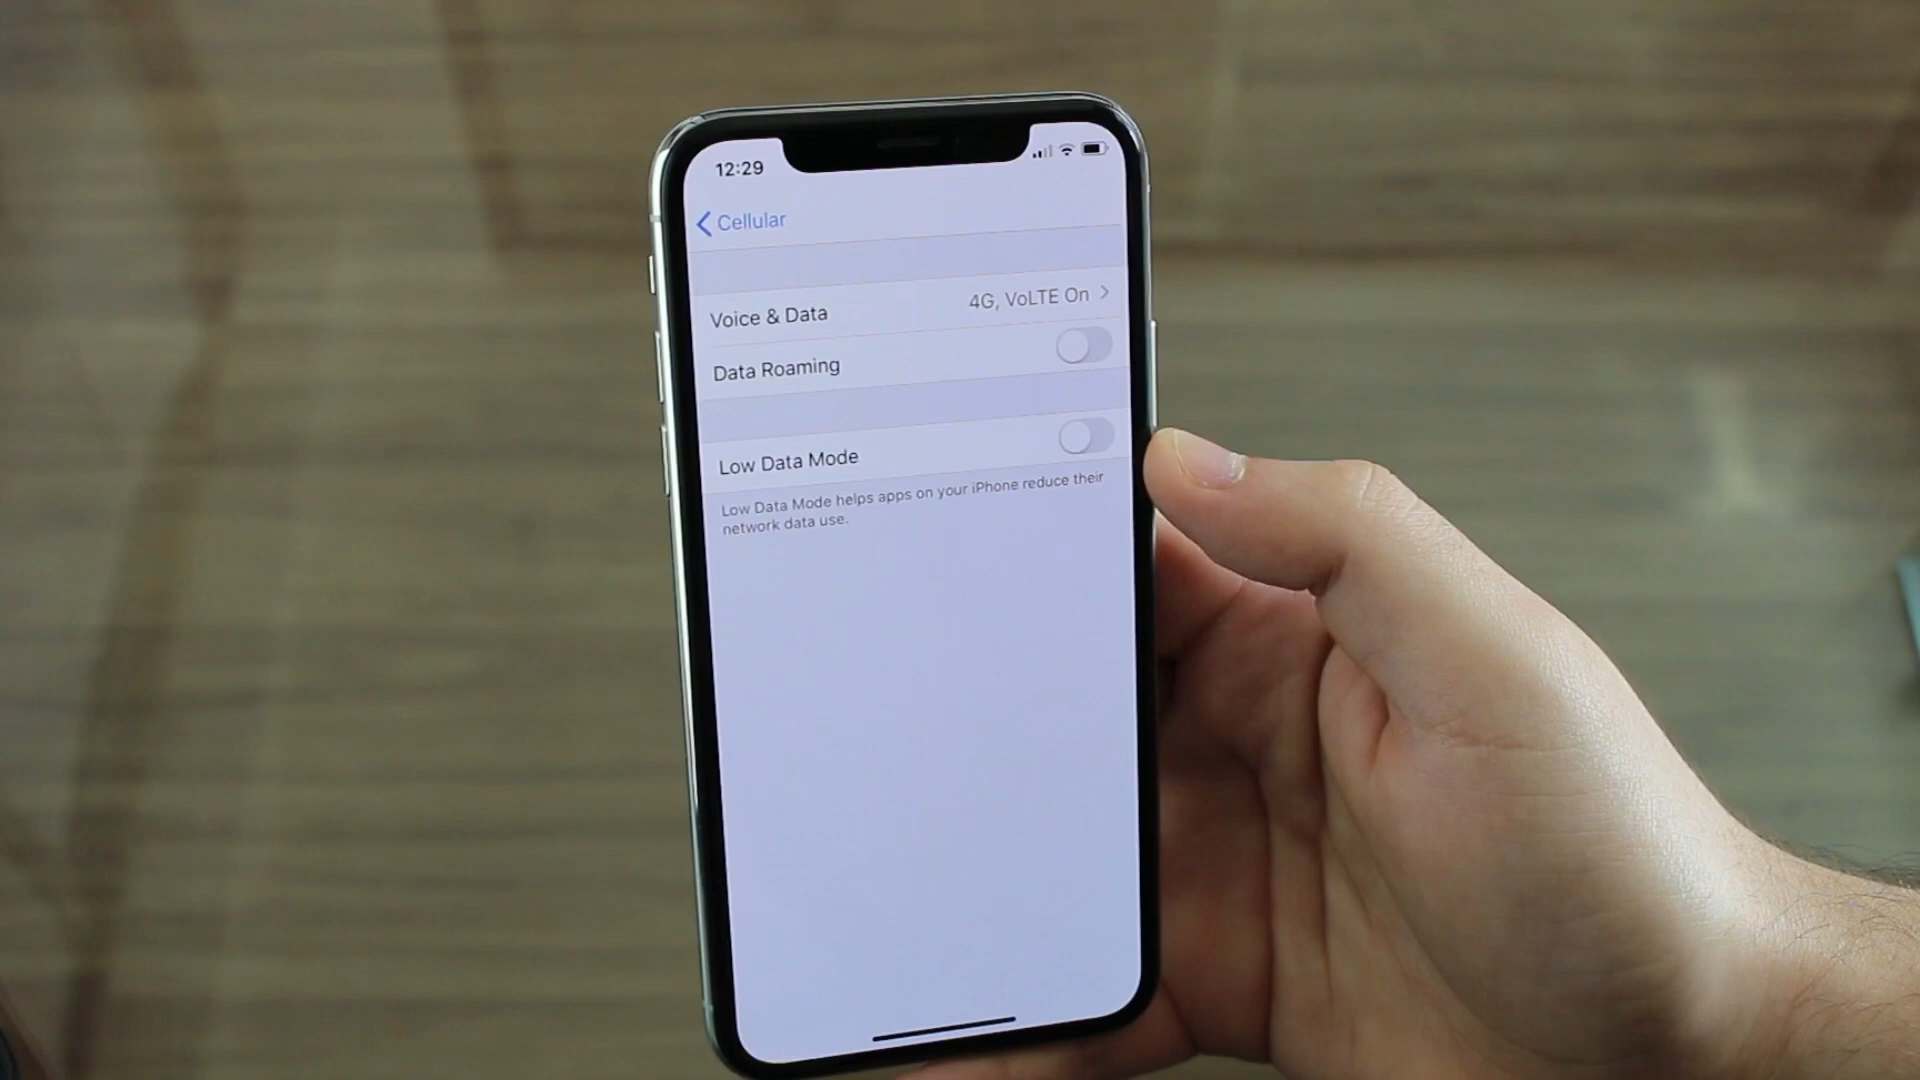 12:29
Cellular
Voice & Data 4G, VoLTE On
Data Roaming
Low Data Mode
Low Data Mode helps apps on your iPhone reduce their
network data use.